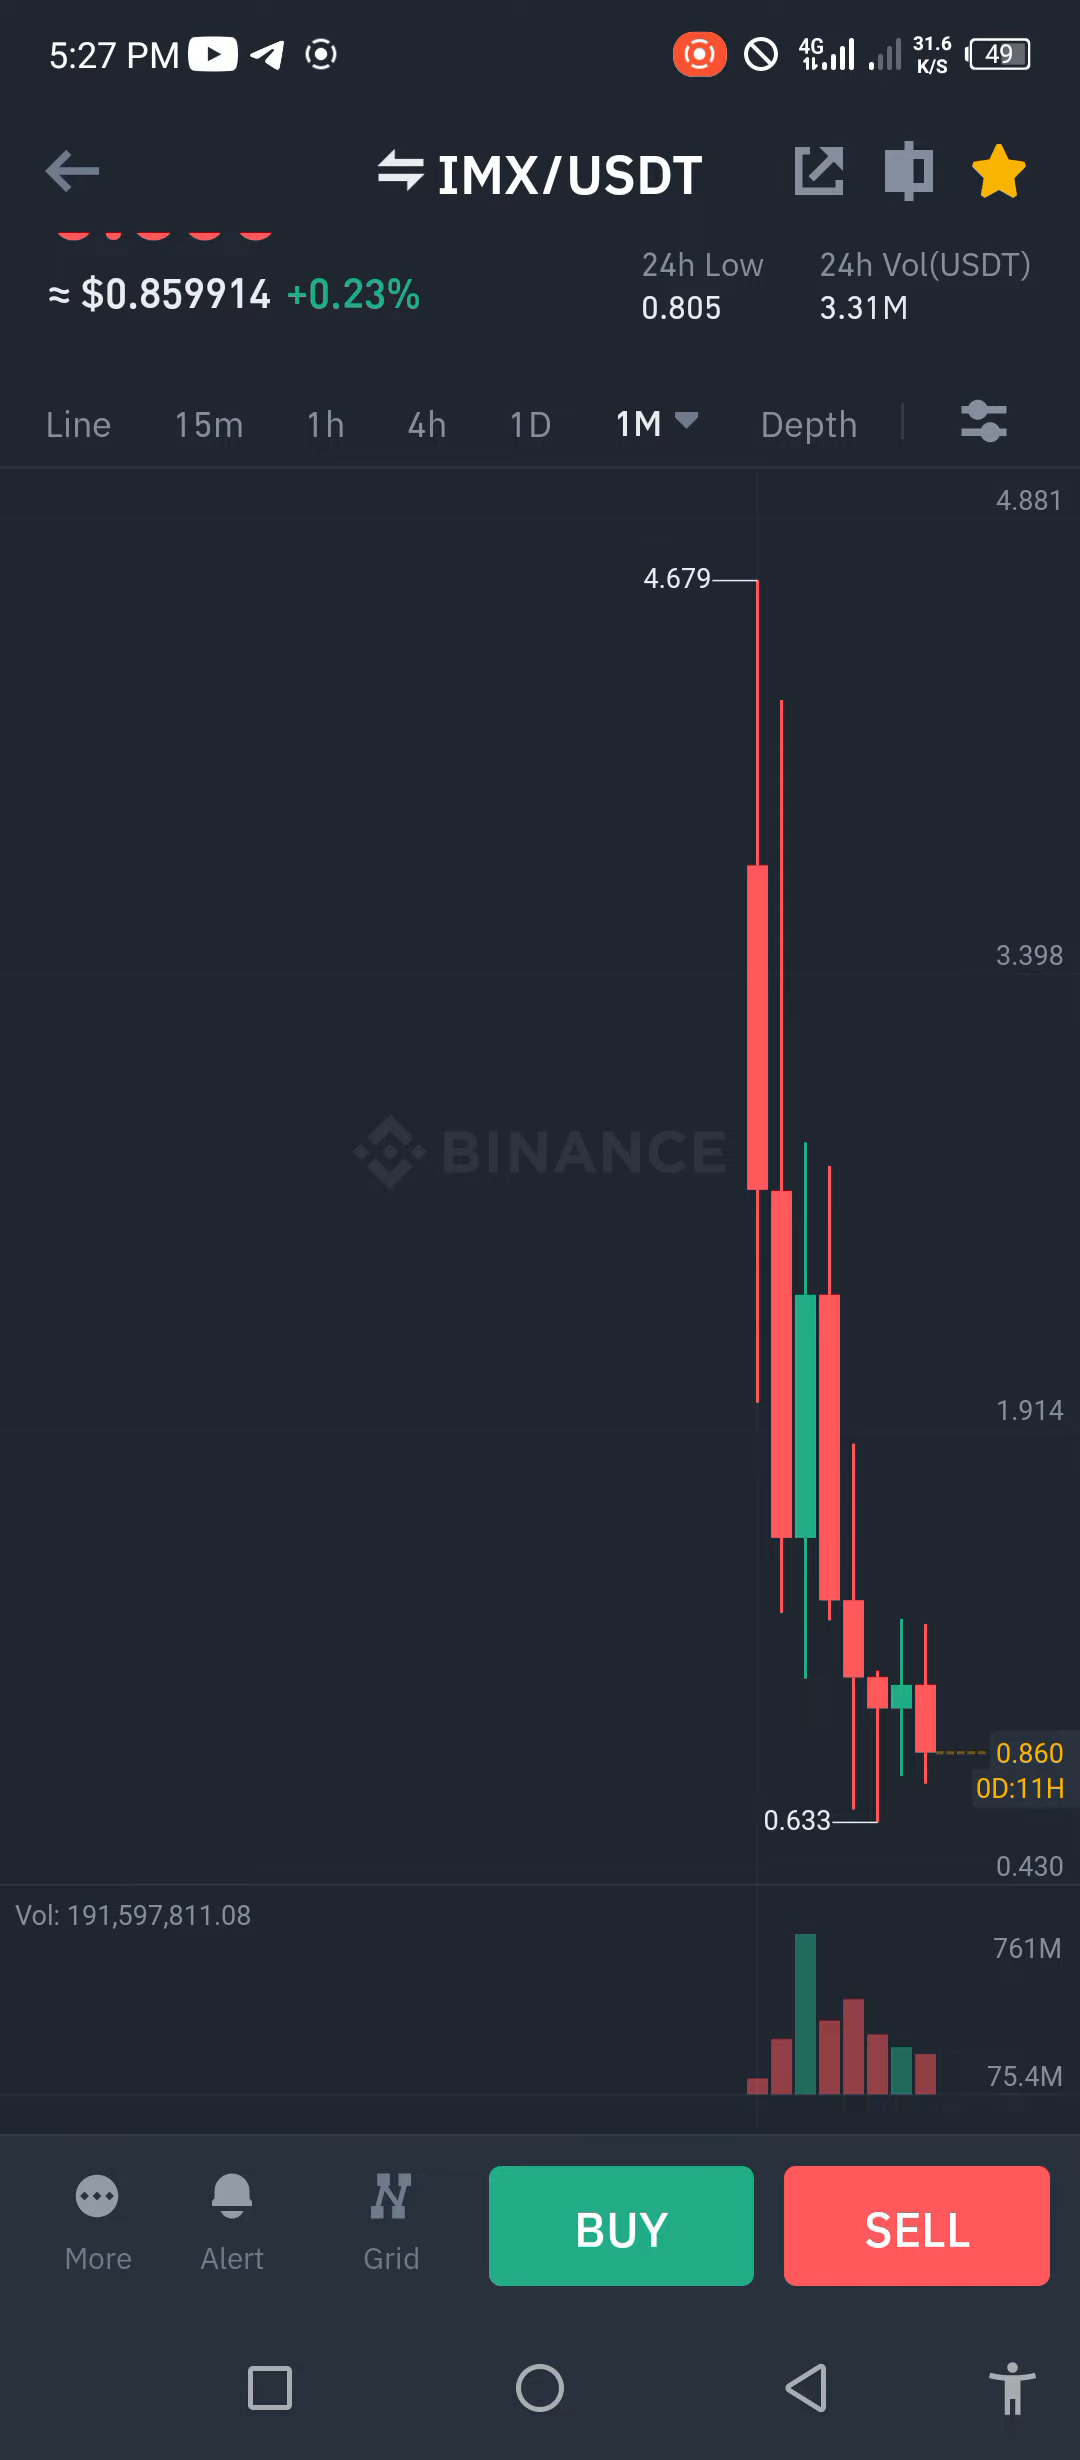 5:27 PM 4G 31.6 K/S 49
IMX/USDT
≈ $0.859914 +0.23%
24h Low 24h Vol(USDT)
0.805 3.31M
Line 15m 1h 4h 1D 1M Depth
4.881
4.679
3.398
BINANCE
1.914
0.860
0D:11H
0.633
0.430
Vol: 191,597,811.08
761M
75.4M
More Alert Grid BUY SELL